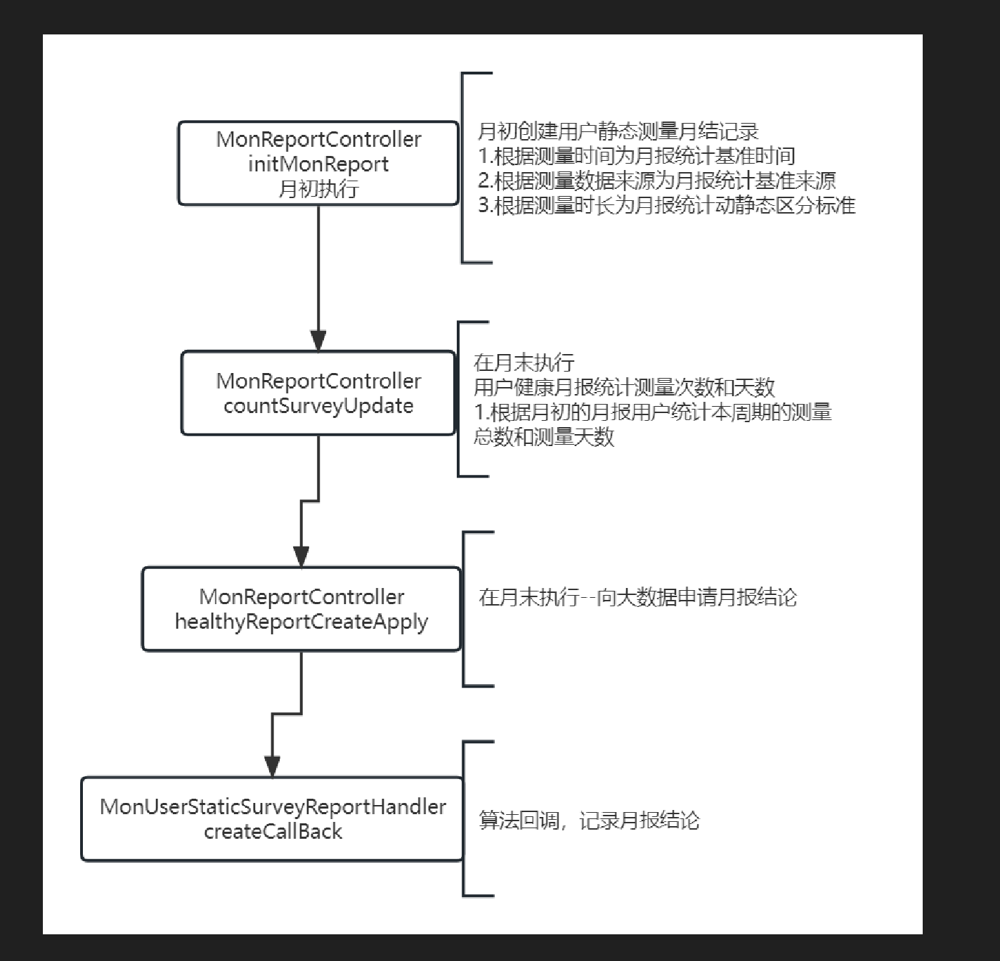 MonReportController
initMonReport
月初执行
月初创建用户静态测量月结记录
1.根据测量时间为月报统计基准时间
2.根据测量数据来源为月报统计基准来源
3.根据测量时长为月报统计动静态区分标准
MonReportController
countSurveyUpdate
在月末执行
用户健康月报统计测量次数和天数
1.根据月初的月报用户统计本周期的测量
总数和测量天数
MonReportController
healthyReportCreateApply
在月末执行--向大数据申请月报结论
MonUserStaticSurveyReportHandler
createCallBack
算法回调，记录月报结论